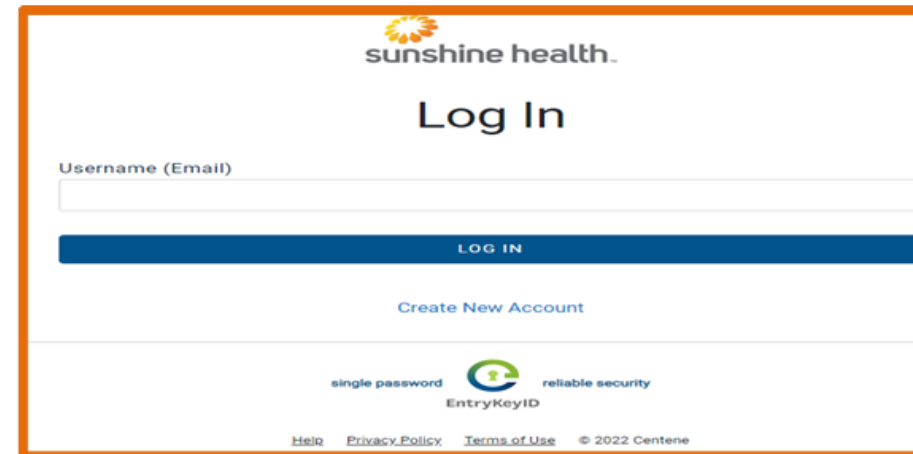 sunshine health™
Log In
Username (Email)
LOG IN
Create New Account
single password reliable security
EntryKeyID
Help Privacy Policy Terms of Use © 2022 Centene